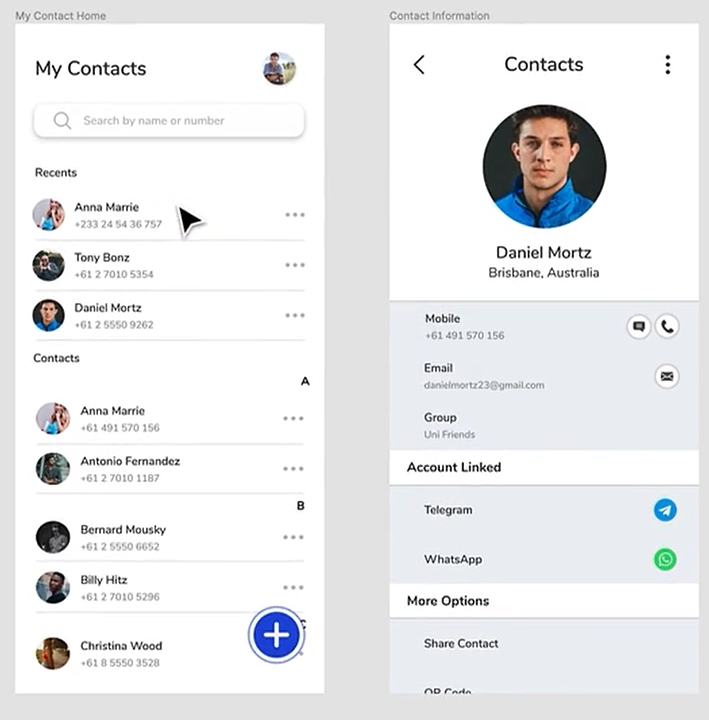 My Contact Home
My Contacts
Search by name or number
Recents
Anna Marrie
+233 24 54 36 757
Tony Bonz
+61 2 7010 5354
Daniel Mortz
+61 2 5550 9262
Contacts
A
Anna Marrie
+61 491 570 156
Antonio Fernandez
+61 2 7010 1187
B
Bernard Mousky
+61 2 5550 6652
Billy Hitz
+61 2 7010 5296
Christina Wood
+61 8 5550 3528
Contact Information
Contacts
Daniel Mortz
Brisbane, Australia
Mobile
+61 491 570 156
Email
danielmortz23@gmail.com
Group
Uni Friends
Account Linked
Telegram
WhatsApp
More Options
Share Contact
QR Code